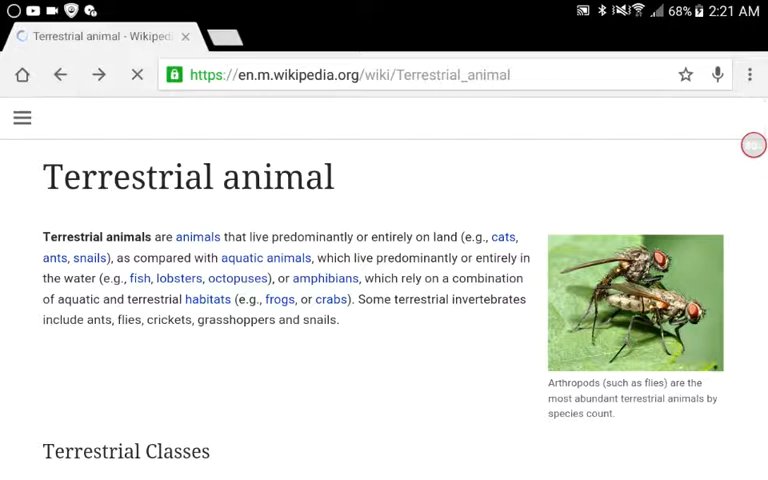 68% 2:21 AM
Terrestrial animal - Wikiped
https://en.m.wikipedia.org/wiki/Terrestrial_animal
Terrestrial animal
Terrestrial animals are animals that live predominantly or entirely on land (e.g., cats,
ants, snails), as compared with aquatic animals, which live predominantly or entirely in
the water (e.g., fish, lobsters, octopuses), or amphibians, which rely on a combination
of aquatic and terrestrial habitats (e.g., frogs, or crabs). Some terrestrial invertebrates
include ants, flies, crickets, grasshoppers and snails.
Arthropods (such as flies) are the
most abundant terrestrial animals by
species count.
Terrestrial Classes